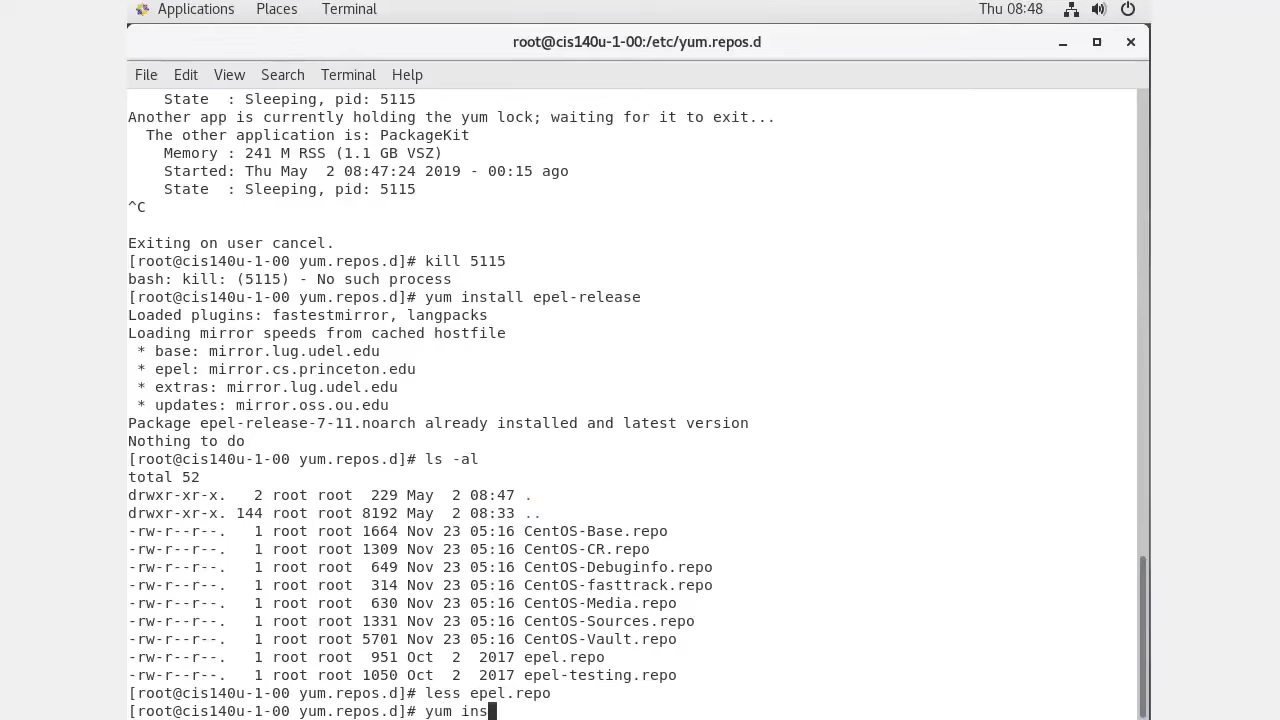 Applications Places Terminal Thu 08:48
root@cis140u-1-00:/etc/yum.repos.d
File Edit View Search Terminal Help
    State  : Sleeping, pid: 5115
Another app is currently holding the yum lock; waiting for it to exit...
  The other application is: PackageKit
    Memory : 241 M RSS (1.1 GB VSZ)
    Started: Thu May  2 08:47:24 2019 - 00:15 ago
    State  : Sleeping, pid: 5115
^C
Exiting on user cancel.
[root@cis140u-1-00 yum.repos.d]# kill 5115
bash: kill: (5115) - No such process
[root@cis140u-1-00 yum.repos.d]# yum install epel-release
Loaded plugins: fastestmirror, langpacks
Loading mirror speeds from cached hostfile
 * base: mirror.lug.udel.edu
 * epel: mirror.cs.princeton.edu
 * extras: mirror.lug.udel.edu
 * updates: mirror.oss.ou.edu
Package epel-release-7-11.noarch already installed and latest version
Nothing to do
[root@cis140u-1-00 yum.repos.d]# ls -al
total 52
drwxr-xr-x.   2 root root  229 May  2 08:47 .
drwxr-xr-x. 144 root root 8192 May  2 08:33 ..
-rw-r--r--.   1 root root 1664 Nov 23 05:16 CentOS-Base.repo
-rw-r--r--.   1 root root 1309 Nov 23 05:16 CentOS-CR.repo
-rw-r--r--.   1 root root  649 Nov 23 05:16 CentOS-Debuginfo.repo
-rw-r--r--.   1 root root  314 Nov 23 05:16 CentOS-fasttrack.repo
-rw-r--r--.   1 root root  630 Nov 23 05:16 CentOS-Media.repo
-rw-r--r--.   1 root root 1331 Nov 23 05:16 CentOS-Sources.repo
-rw-r--r--.   1 root root 5701 Nov 23 05:16 CentOS-Vault.repo
-rw-r--r--.   1 root root  951 Oct  2  2017 epel.repo
-rw-r--r--.   1 root root 1050 Oct  2  2017 epel-testing.repo
[root@cis140u-1-00 yum.repos.d]# less epel.repo
[root@cis140u-1-00 yum.repos.d]# yum ins